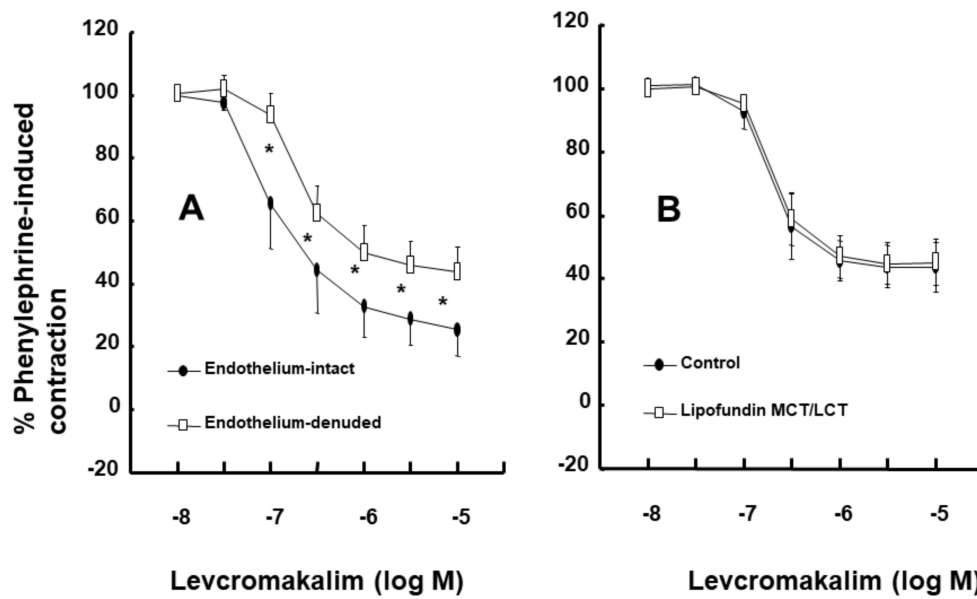 % Phenylephrine-induced
contraction
120
100
80
60
40
20
0
-20
A
*
*
*
*
*
Endothelium-intact
Endothelium-denuded
-8
-7
-6
-5
Levcromakalim (log M)
120
100
80
60
40
20
0
-20
B
Control
Lipofundin MCT/LCT
-8
-7
-6
-5
Levcromakalim (log M)